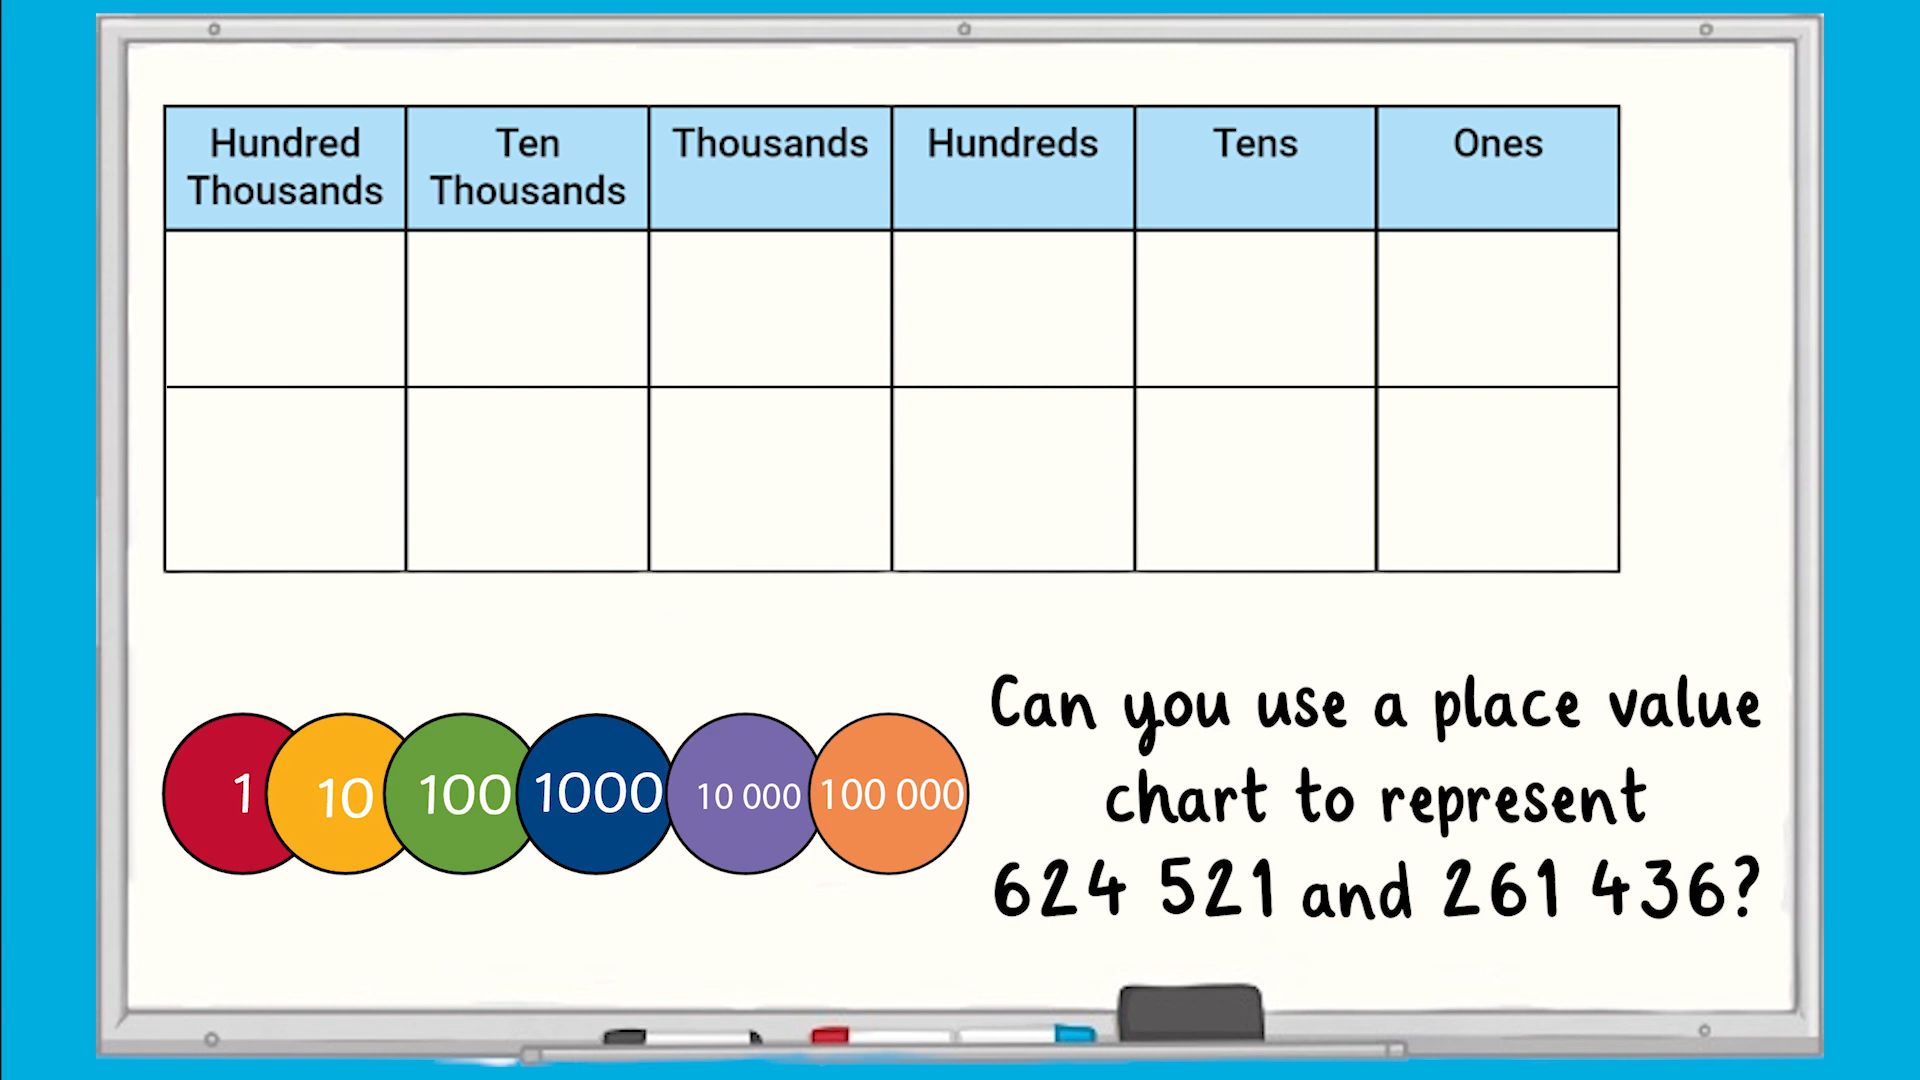 Hundred Thousands
Ten Thousands
Thousands
Hundreds
Tens
Ones
1
10
100
1000
10 000
100 000
Can you use a place value
chart to represent
624 521 and 261 436?